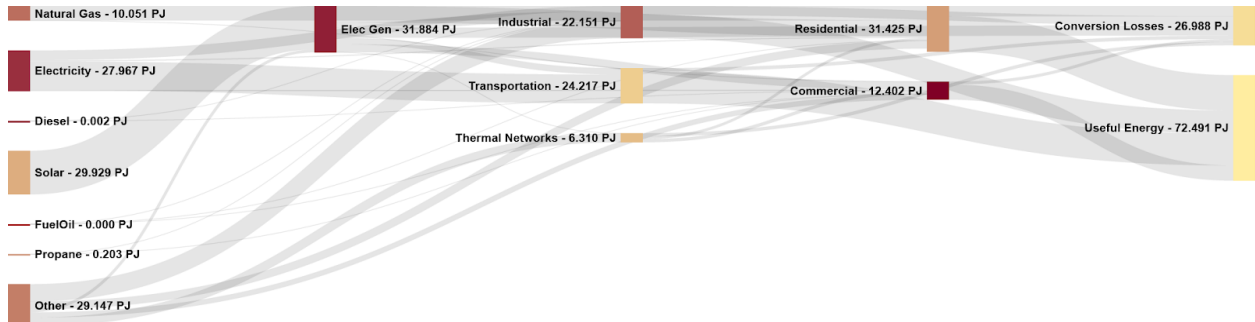 Natural Gas - 10.051 PJ
Electricity - 27.967 PJ
Diesel - 0.002 PJ
Solar - 29.929 PJ
FuelOil - 0.000 PJ
Propane - 0.203 PJ
Other - 29.147 PJ
Elec Gen - 31.884 PJ
Industrial - 22.151 PJ
Transportation - 24.217 PJ
Thermal Networks - 6.310 PJ
Residential - 31.425 PJ
Commercial - 12.402 PJ
Conversion Losses - 26.988 PJ
Useful Energy - 72.491 PJ